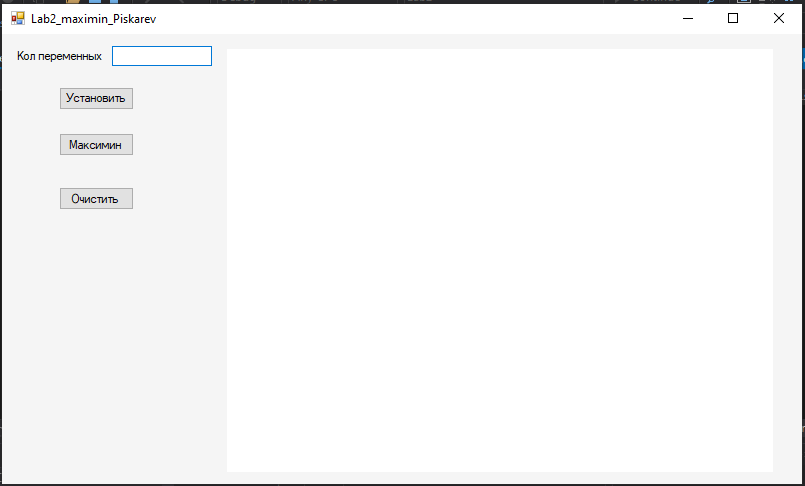 Lab2_maximin_Piskarev
Кол переменных
Установить
Максимин
Очистить